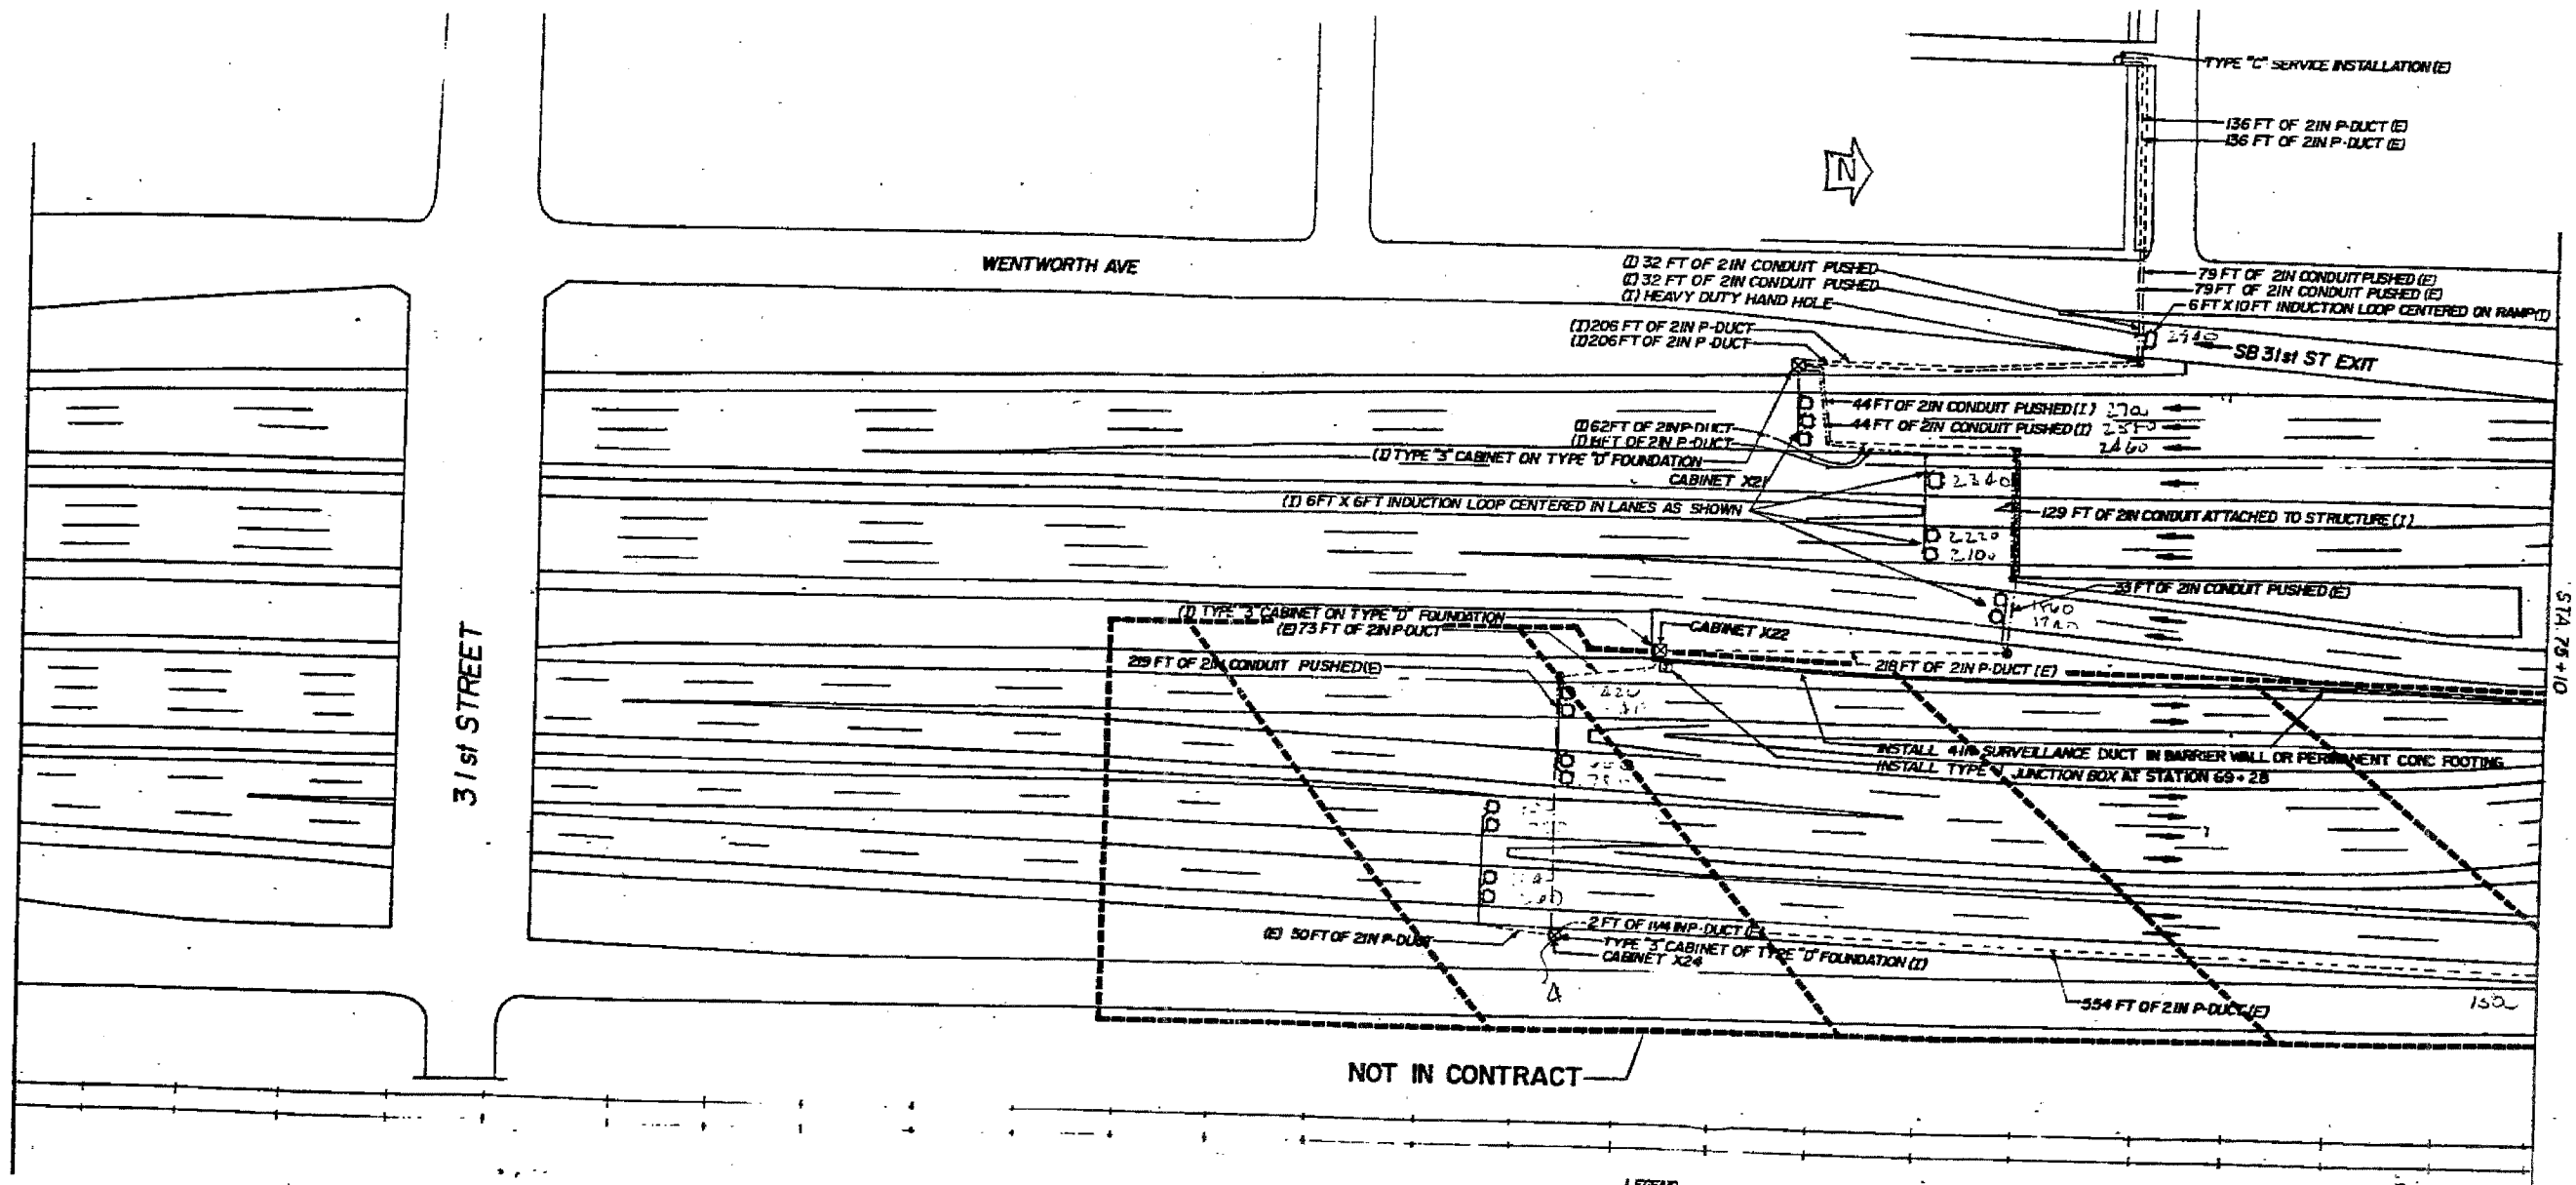 TYPE "C" SERVICE INSTALLATION (E)
136 FT OF 2IN P-DUCT (E)
136 FT OF 2IN P-DUCT (E)
N
WENTWORTH AVE
(I) 32 FT OF 2IN CONDUIT PUSHED
(I) 32 FT OF 2IN CONDUIT PUSHED
(I) HEAVY DUTY HAND HOLE
79 FT OF 2IN CONDUIT PUSHED (E)
79 FT OF 2IN CONDUIT PUSHED (E)
6 FT X 10 FT INDUCTION LOOP CENTERED ON RAMP (I)
SB 31st ST EXIT
(I) 206 FT OF 2IN P-DUCT
(I) 206 FT OF 2IN P-DUCT
44 FT OF 2IN CONDUIT PUSHED (I)
44 FT OF 2IN CONDUIT PUSHED (I)
2460
(I) 62 FT OF 2IN P-DUCT
FT OF 2IN P-DUCT
(I) TYPE "3" CABINET ON TYPE "D" FOUNDATION
CABINET X21
2340
(I) 6FT X 6FT INDUCTION LOOP CENTERED IN LANES AS SHOWN
129 FT OF 2IN CONDUIT ATTACHED TO STRUCTURE (I)
2220
2100
33 FT OF 2IN CONDUIT PUSHED (E)
STA. 75+10
(I) TYPE "3" CABINET ON TYPE "D" FOUNDATION
(E) 73 FT OF 2IN P-DUCT
CABINET X22
219 FT OF 2IN CONDUIT PUSHED (E)
218 FT OF 2IN P-DUCT (E)
31st STREET
INSTALL 4IN SURVEILLANCE DUCT IN BARRIER WALL OR PERMANENT CONC FOOTING
INSTALL TYPE JUNCTION BOX AT STATION 69+28
(E) 50 FT OF 2IN P-DUCT
2 FT OF 1 1/4 IN P-DUCT (E)
TYPE "3" CABINET OF TYPE "D" FOUNDATION (I)
CABINET X24
554 FT OF 2IN P-DUCT (E)
NOT IN CONTRACT
LEGEND